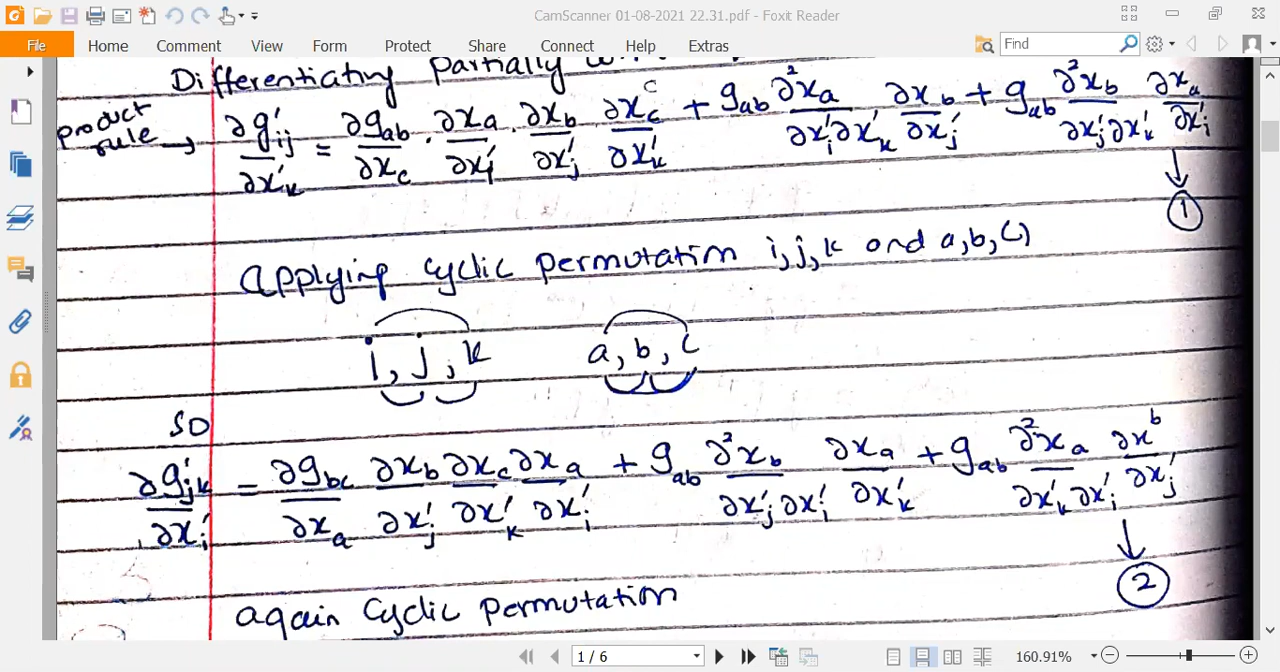 CamScanner 01-08-2021 22.31.pdf - Foxit Reader
File Home Comment View Form Protect Share Connect Help Extras Find
Differentiating Partially
product rule → ∂g'ij/∂x'k = ∂gab/∂xc · ∂xa/∂x'i · ∂xb/∂x'j ∂xc/∂x'k + gab ∂²xa/∂x'i∂x'k ∂xb/∂x'j + gab ∂²xb/∂x'j∂x'k ∂xa/∂x'i
↓
①
applying cyclic permutation i,j,k and a,b,c)
i, j, k a, b, c
so
∂g'jk/∂x'i = ∂gbc/∂xa ∂xb/∂x'j ∂xc/∂x'k ∂xa/∂x'i + gab ∂²xb/∂x'j∂x'i ∂xa/∂x'k + gab ∂²xa/∂x'k∂x'i ∂x^b/∂x'j
↓
②
again cyclic permutation
1 / 6 160.91%